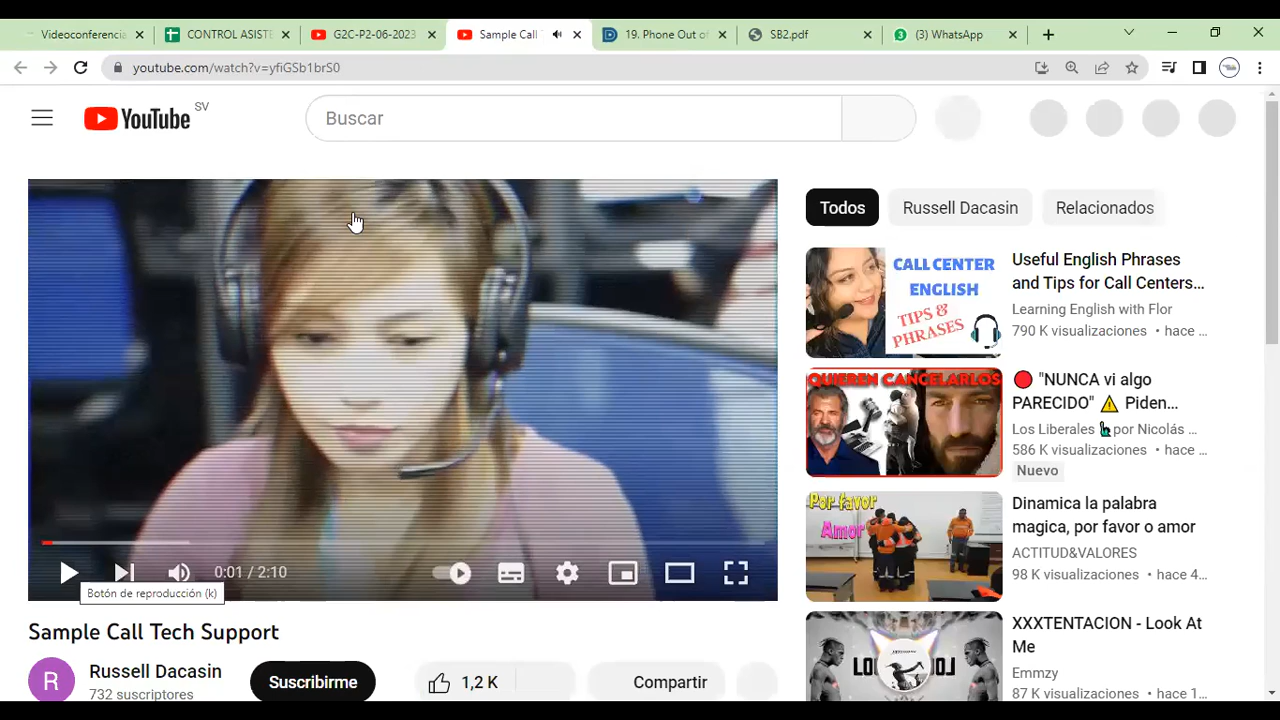 Videoconferencia
CONTROL ASISTE
G2C-P2-06-2023
Sample Call
19. Phone Out of
SB2.pdf
(3) WhatsApp
youtube.com/watch?v=yfiGSb1brS0
YouTube SV
Buscar
Todos
Russell Dacasin
Relacionados
CALL CENTER
ENGLISH
TIPS &
PHRASES
Useful English Phrases
and Tips for Call Centers...
Learning English with Flor
790 K visualizaciones • hace ...
QUIEREN CANCELARLOS
"NUNCA vi algo
PARECIDO" Piden...
Los Liberales por Nicolás ...
586 K visualizaciones • hace ...
Nuevo
Por favor
Amor
Dinamica la palabra
magica, por favor o amor
ACTITUD&VALORES
98 K visualizaciones • hace 4...
XXXTENTACION - Look At
Me
Emmzy
87 K visualizaciones • hace 1...
0:01 / 2:10
Botón de reproducción (k)
Sample Call Tech Support
R
Russell Dacasin
732 suscriptores
Suscribirme
1,2 K
Compartir